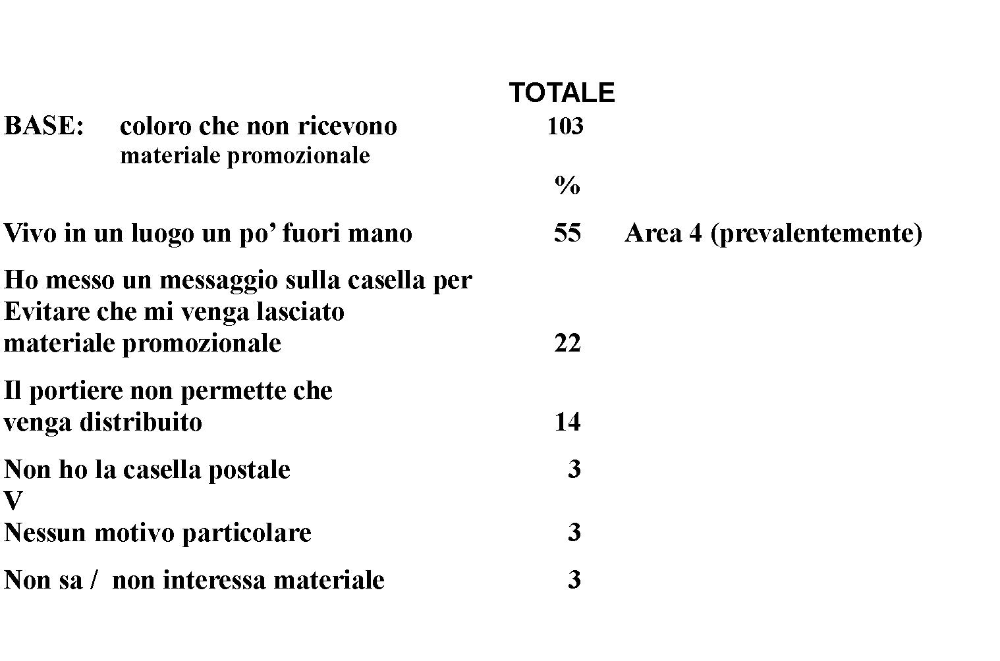 TOTALE
BASE: coloro che non ricevono 103
materiale promozionale
%
Vivo in un luogo un po’ fuori mano 55 Area 4 (prevalentemente)
Ho messo un messaggio sulla casella per
Evitare che mi venga lasciato
materiale promozionale 22
Il portiere non permette che
venga distribuito 14
Non ho la casella postale 3
V
Nessun motivo particolare 3
Non sa / non interessa materiale 3